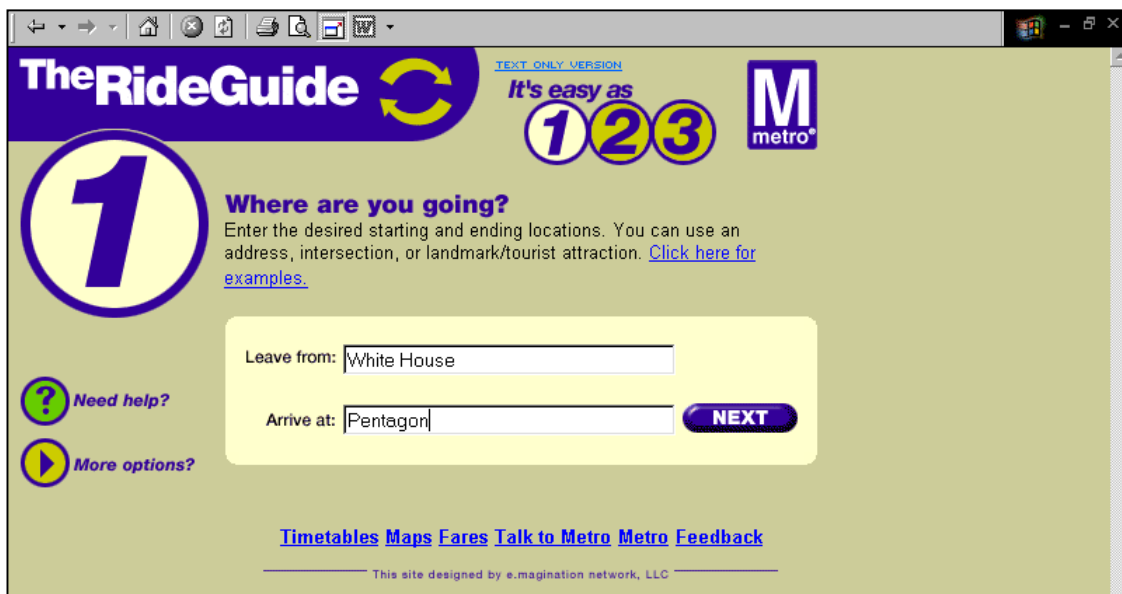 TheRideGuide
TEXT ONLY VERSION
It's easy as
1 2 3
M
metro®
1
Where are you going?
Enter the desired starting and ending locations. You can use an
address, intersection, or landmark/tourist attraction. Click here for
examples.
Leave from: White House
Arrive at: Pentagon NEXT
? Need help?
More options?
Timetables Maps Fares Talk to Metro Metro Feedback
This site designed by e.magination network, LLC